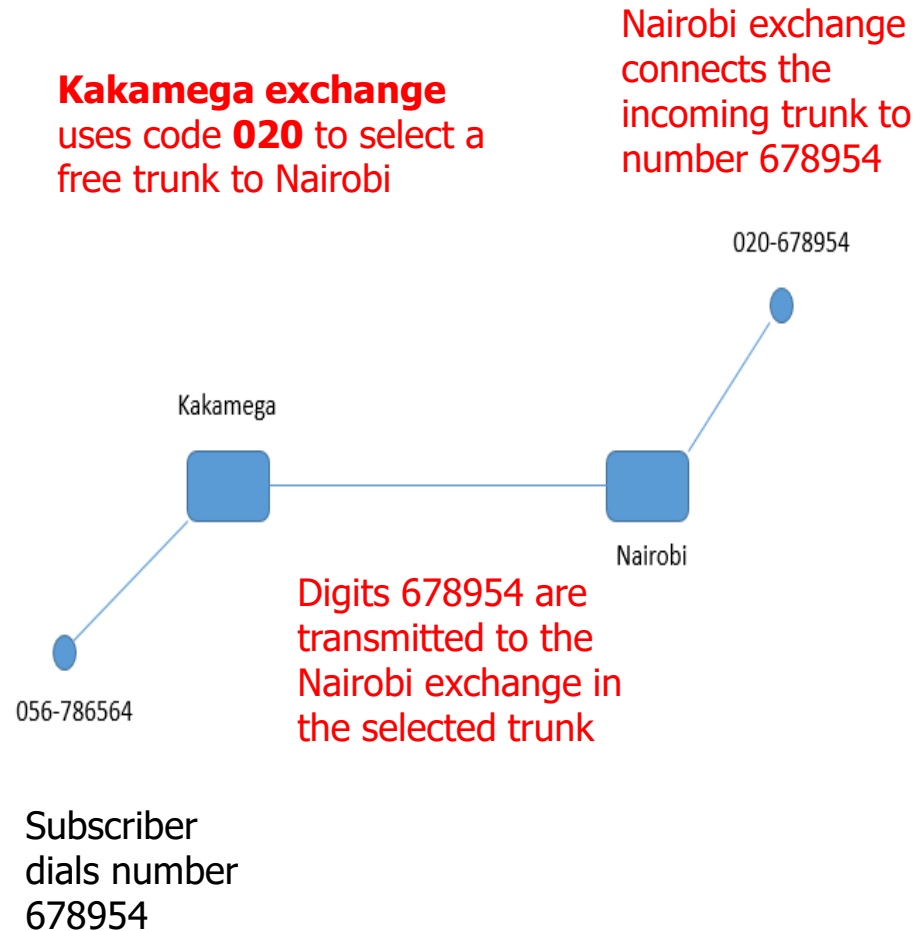 Nairobi exchange
connects the
incoming trunk to
number 678954
Kakamega exchange
uses code 020 to select a
free trunk to Nairobi
020-678954
Kakamega
Nairobi
Digits 678954 are
transmitted to the
Nairobi exchange in
the selected trunk
056-786564
Subscriber
dials number
678954